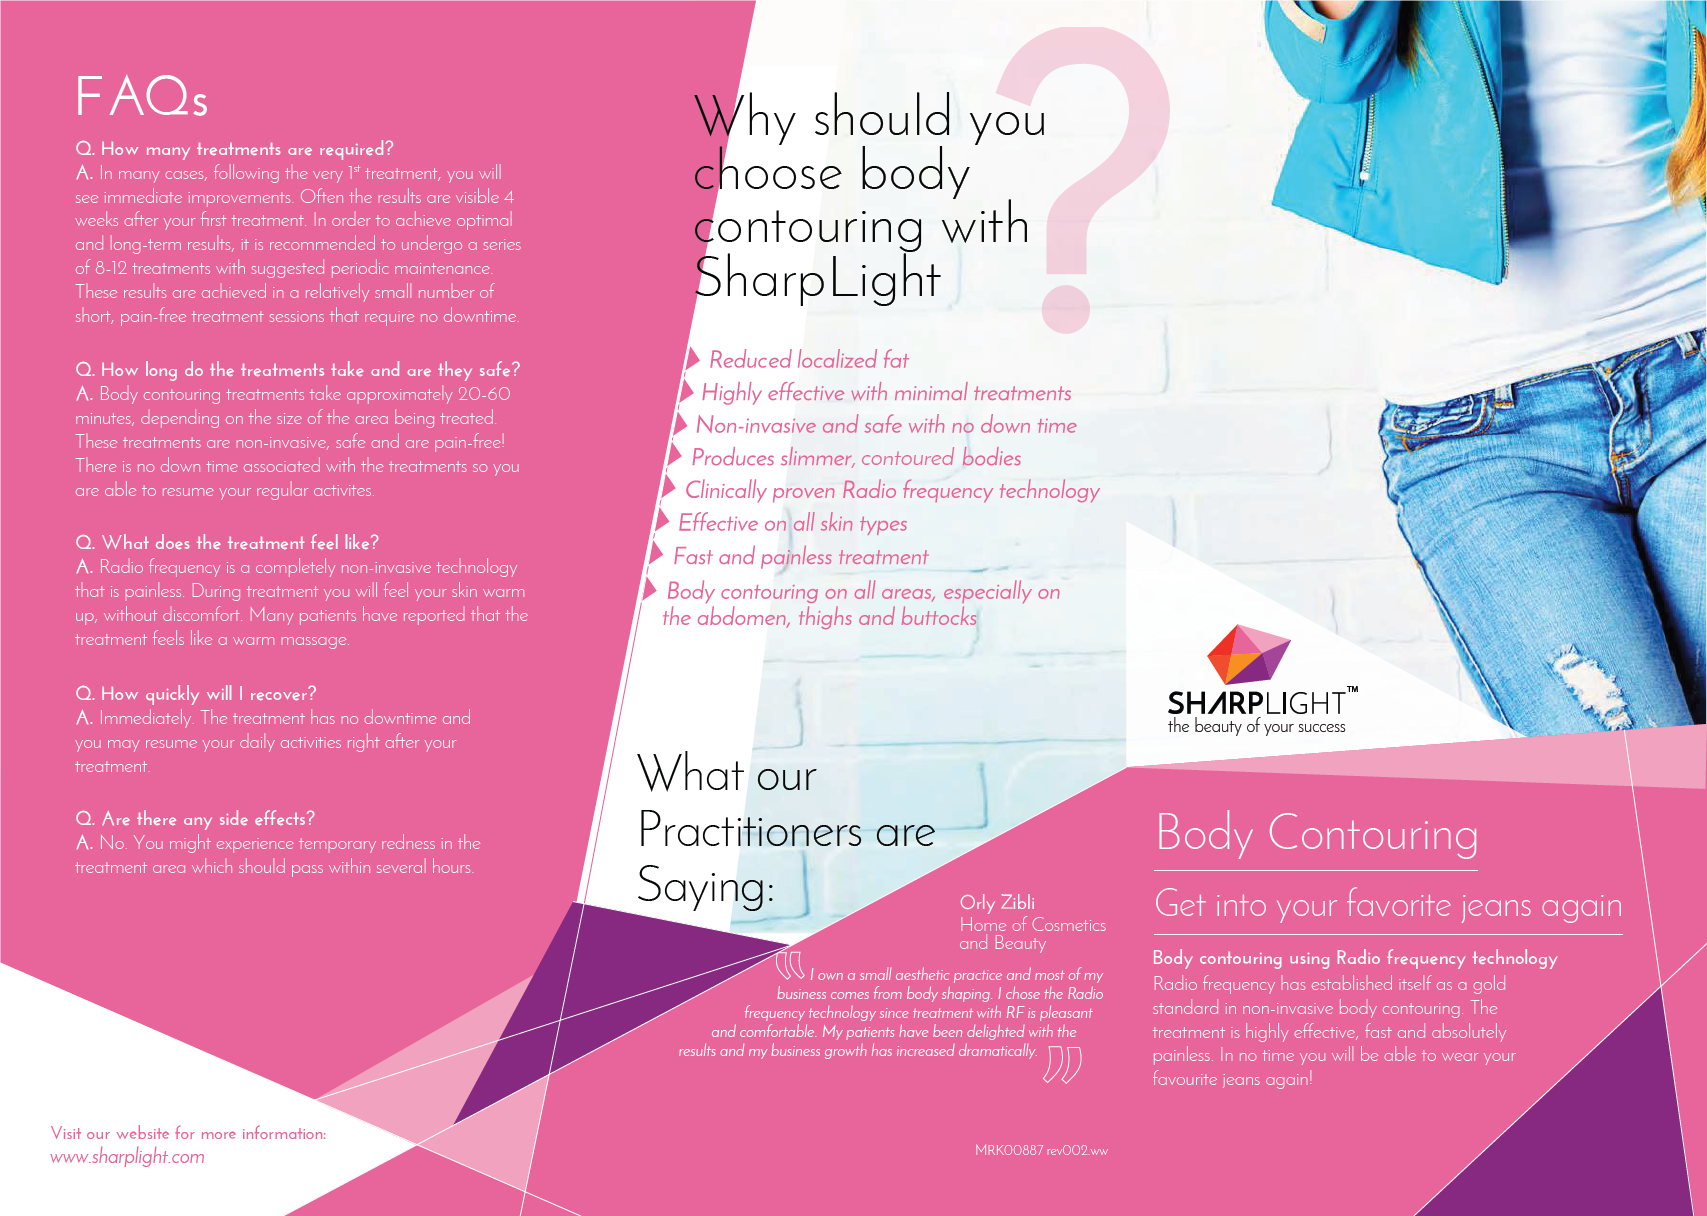 FAQs
Q. How many treatments are required?
A. In many cases, following the very 1st treatment, you will
see immediate improvements. Often the results are visible 4
weeks after your first treatment. In order to achieve optimal
and long-term results, it is recommended to undergo a series
of 8-12 treatments with suggested periodic maintenance.
These results are achieved in a relatively small number of
short, pain-free treatment sessions that require no downtime.
Q. How long do the treatments take and are they safe?
A. Body contouring treatments take approximately 20-60
minutes, depending on the size of the area being treated.
These treatments are non-invasive, safe and are pain-free!
There is no down time associated with the treatments so you
are able to resume your regular activites.
Q. What does the treatment feel like?
A. Radio frequency is a completely non-invasive technology
that is painless. During treatment you will feel your skin warm
up, without discomfort. Many patients have reported that the
treatment feels like a warm massage.
Q. How quickly will I recover?
A. Immediately. The treatment has no downtime and
you may resume your daily activities right after your
treatment.
Q. Are there any side effects?
A. No. You might experience temporary redness in the
treatment area which should pass within several hours.
Visit our website for more information:
www.sharplight.com
Why should you
choose body
contouring with
SharpLight
?
Reduced localized fat
Highly effective with minimal treatments
Non-invasive and safe with no down time
Produces slimmer, contoured bodies
Clinically proven Radio frequency technology
Effective on all skin types
Fast and painless treatment
Body contouring on all areas, especially on
the abdomen, thighs and buttocks
What our
Practitioners are
Saying:
Orly Zibli
Home of Cosmetics
and Beauty
"I own a small aesthetic practice and most of my
business comes from body shaping. I chose the Radio
frequency technology since treatment with RF is pleasant
and comfortable. My patients have been delighted with the
results and my business growth has increased dramatically."
MRK00887 rev002.ww
SHARPLIGHT™
the beauty of your success
Body Contouring
Get into your favorite jeans again
Body contouring using Radio frequency technology
Radio frequency has established itself as a gold
standard in non-invasive body contouring. The
treatment is highly effective, fast and absolutely
painless. In no time you will be able to wear your
favourite jeans again!